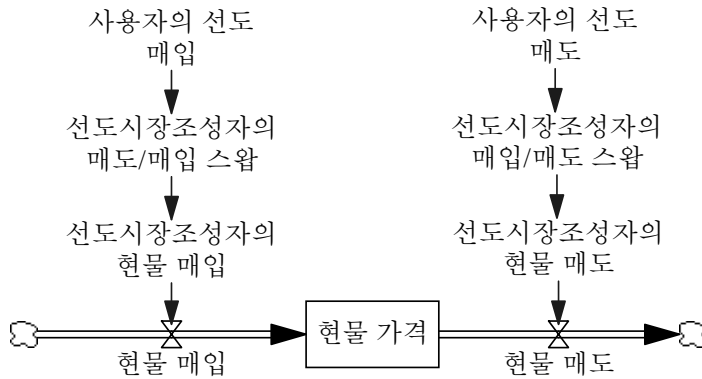 사용자의 선도
매입
선도시장조성자의
매도/매입 스왑
선도시장조성자의
현물 매입
현물 매입
현물 가격
사용자의 선도
매도
선도시장조성자의
매입/매도 스왑
선도시장조성자의
현물 매도
현물 매도